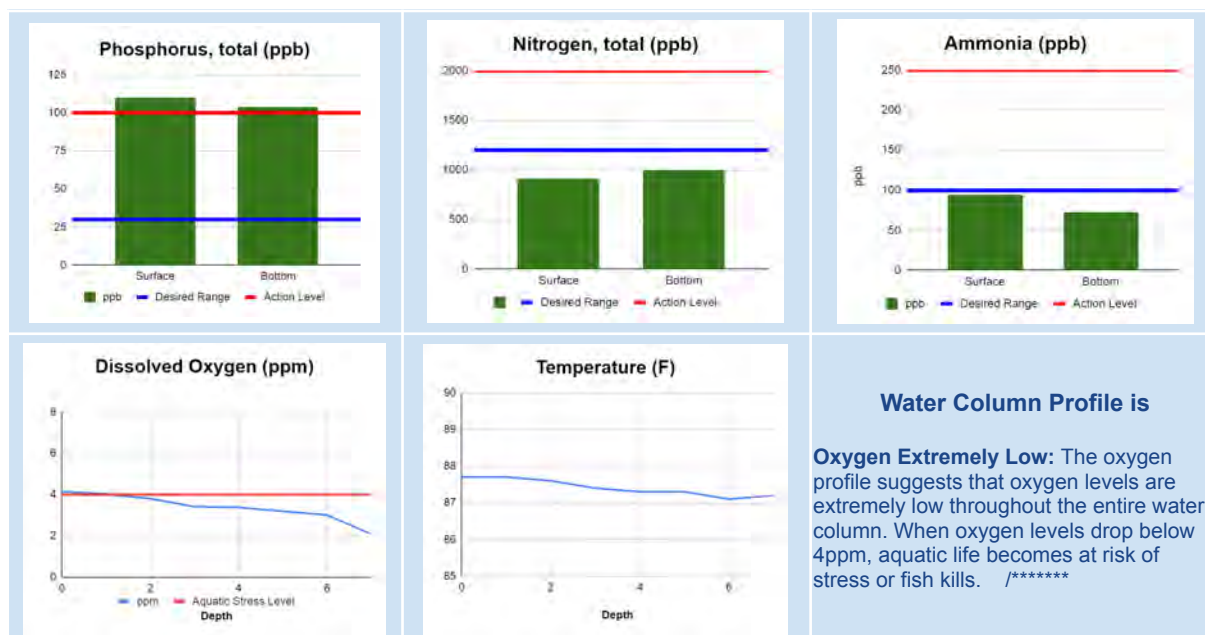 Phosphorus, total (ppb)
125
100
75
50
25
0
Surface Bottom
ppb Desired Range Action Level
Nitrogen, total (ppb)
2000
1500
1000
500
0
Surface Bottom
Desired Range Action Level
Ammonia (ppb)
ppb
250
200
150
100
50
0
Surface Bottom
ppb Desired Range Action Level
Dissolved Oxygen (ppm)
8
6
4
2
0
0 2 4 6
ppm Aquatic Stress Level
Depth
Temperature (F)
90
89
88
87
86
85
0 2 4 6
Depth
Water Column Profile is
Oxygen Extremely Low: The oxygen
profile suggests that oxygen levels are
extremely low throughout the entire water
column. When oxygen levels drop below
4ppm, aquatic life becomes at risk of
stress or fish kills. /*******